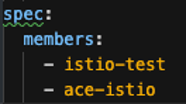 spec:
  members:
    - istio-test
    - ace-istio